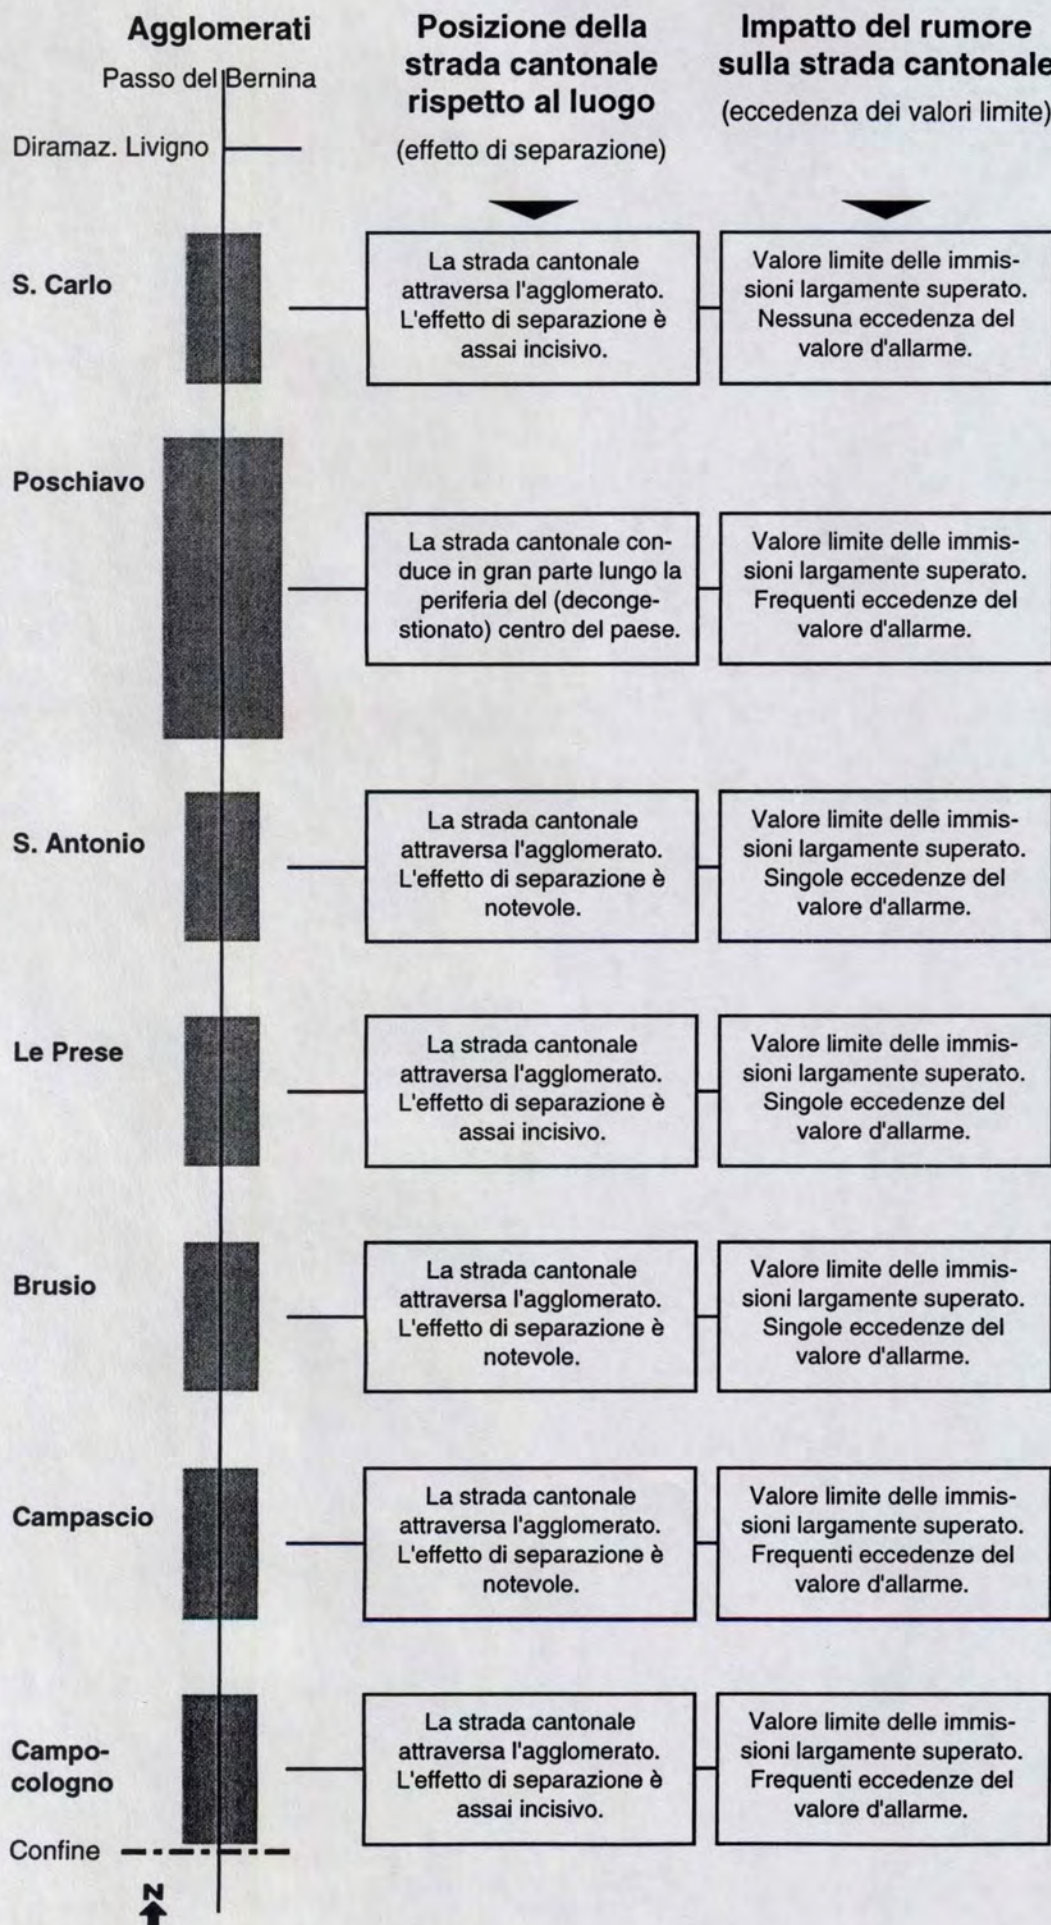 Agglomerati
Passo del Bernina
Diramaz. Livigno
Posizione della
strada cantonale
rispetto al luogo
(effetto di separazione)
Impatto del rumore
sulla strada cantonale
(eccedenza dei valori limite)
S. Carlo
La strada cantonale
attraversa l'agglomerato.
L'effetto di separazione è
assai incisivo.
Valore limite delle immis-
sioni largamente superato.
Nessuna eccedenza del
valore d'allarme.
Poschiavo
La strada cantonale con-
duce in gran parte lungo la
periferia del (deconge-
stionato) centro del paese.
Valore limite delle immis-
sioni largamente superato.
Frequenti eccedenze del
valore d'allarme.
S. Antonio
La strada cantonale
attraversa l'agglomerato.
L'effetto di separazione è
notevole.
Valore limite delle immis-
sioni largamente superato.
Singole eccedenze del
valore d'allarme.
Le Prese
La strada cantonale
attraversa l'agglomerato.
L'effetto di separazione è
assai incisivo.
Valore limite delle immis-
sioni largamente superato.
Singole eccedenze del
valore d'allarme.
Brusio
La strada cantonale
attraversa l'agglomerato.
L'effetto di separazione è
notevole.
Valore limite delle immis-
sioni largamente superato.
Singole eccedenze del
valore d'allarme.
Campascio
La strada cantonale
attraversa l'agglomerato.
L'effetto di separazione è
notevole.
Valore limite delle immis-
sioni largamente superato.
Frequenti eccedenze del
valore d'allarme.
Campo-
cologno
La strada cantonale
attraversa l'agglomerato.
L'effetto di separazione è
assai incisivo.
Valore limite delle immis-
sioni largamente superato.
Frequenti eccedenze del
valore d'allarme.
Confine
N